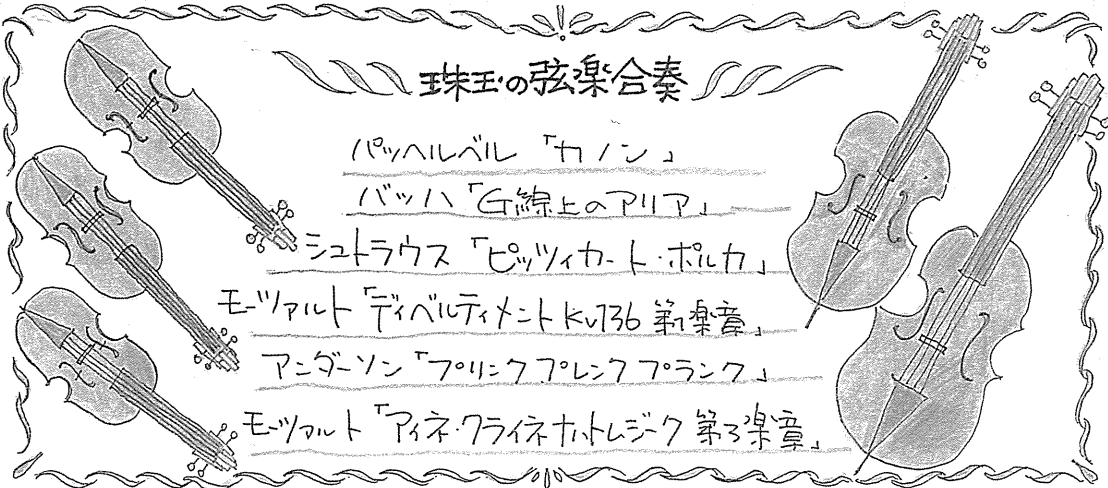 珠玉の弦楽合奏
パッヘルベル「カノン」
バッハ「G線上のアリア」
シュトラウス「ピッツィカート・ポルカ」
モーツァルト「ディベルティメントKv136 第1楽章」
アンダーソン「プリンク プレンク プランク」
モーツァルト「アイネ・クライネナハトムジーク 第3楽章」